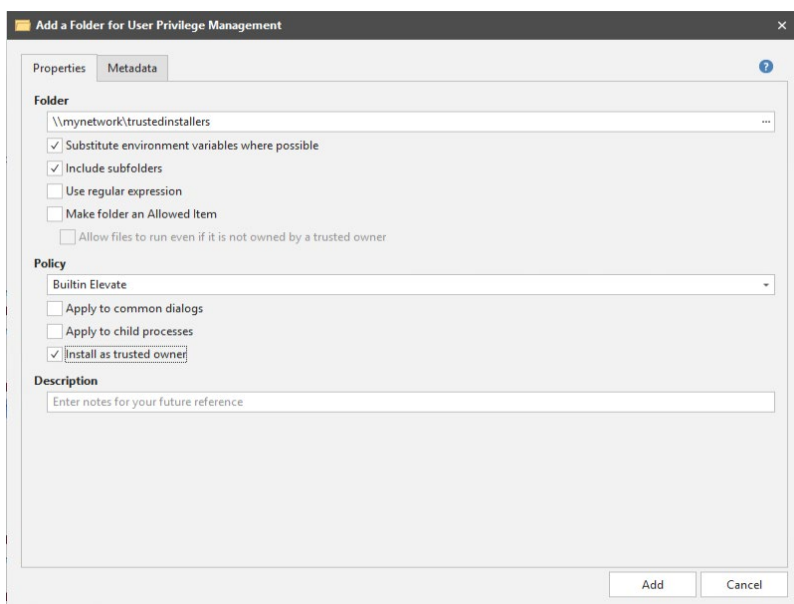 Add a Folder for User Privilege Management
Properties
Metadata
Folder
\\mynetwork\trustedinstallers
...
Substitute environment variables where possible
Include subfolders
Use regular expression
Make folder an Allowed Item
Allow files to run even if it is not owned by a trusted owner
Policy
Builtin Elevate
Apply to common dialogs
Apply to child processes
Install as trusted owner
Description
Enter notes for your future reference
Add
Cancel